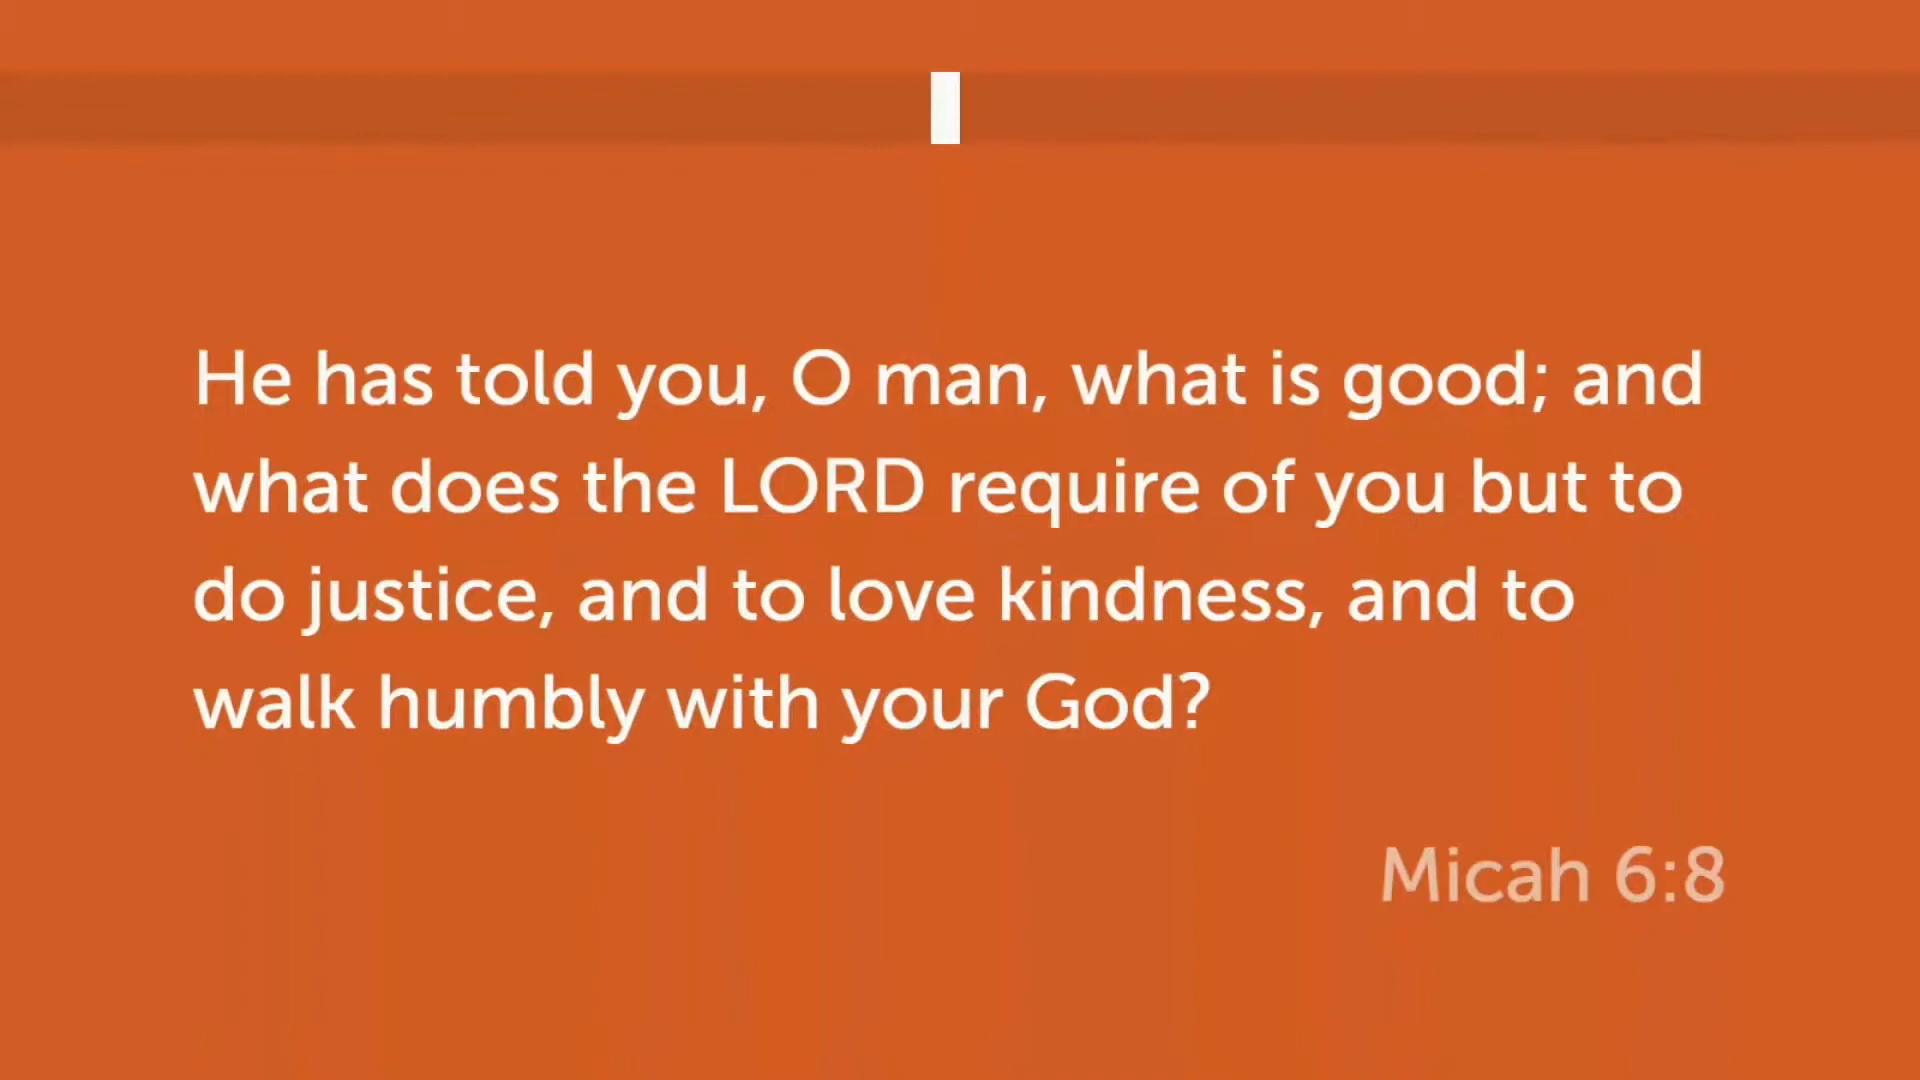 He has told you, O man, what is good; and
what does the LORD require of you but to
do justice, and to love kindness, and to
walk humbly with your God?
Micah 6:8